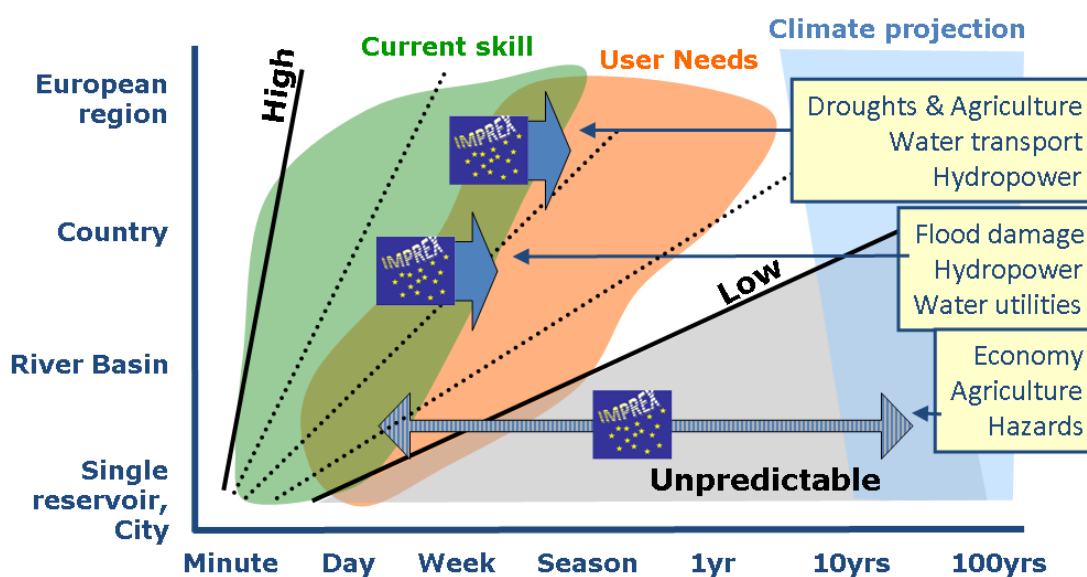 Climate projection
Current skill
User Needs
European
region
High
IMPREX
Droughts & Agriculture
Water transport
Hydropower
Country
IMPREX
Flood damage
Hydropower
Water utilities
Low
River Basin
Economy
Agriculture
Hazards
IMPREX
Single
reservoir,
City
Unpredictable
Minute Day Week Season 1yr 10yrs 100yrs